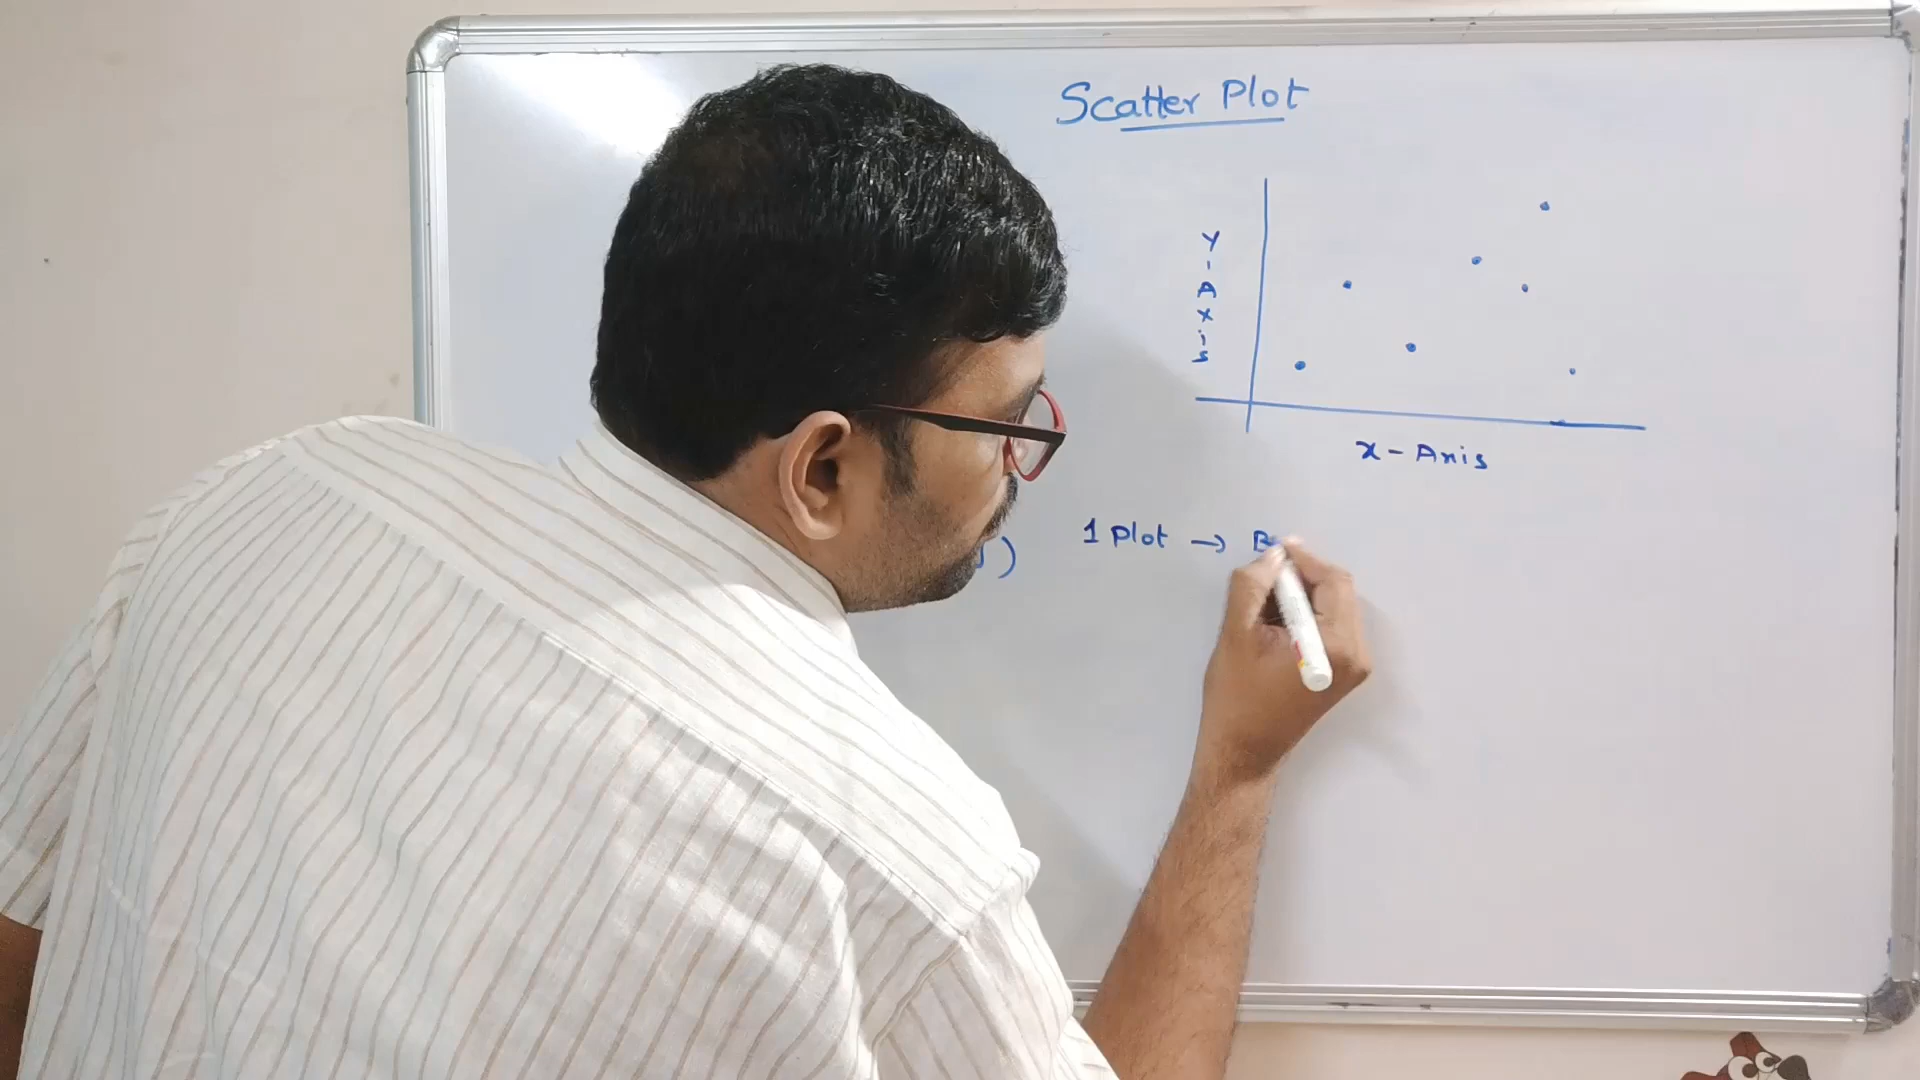 Scatter Plot
Y-Axis
x-Axis
1 Plot → B
)